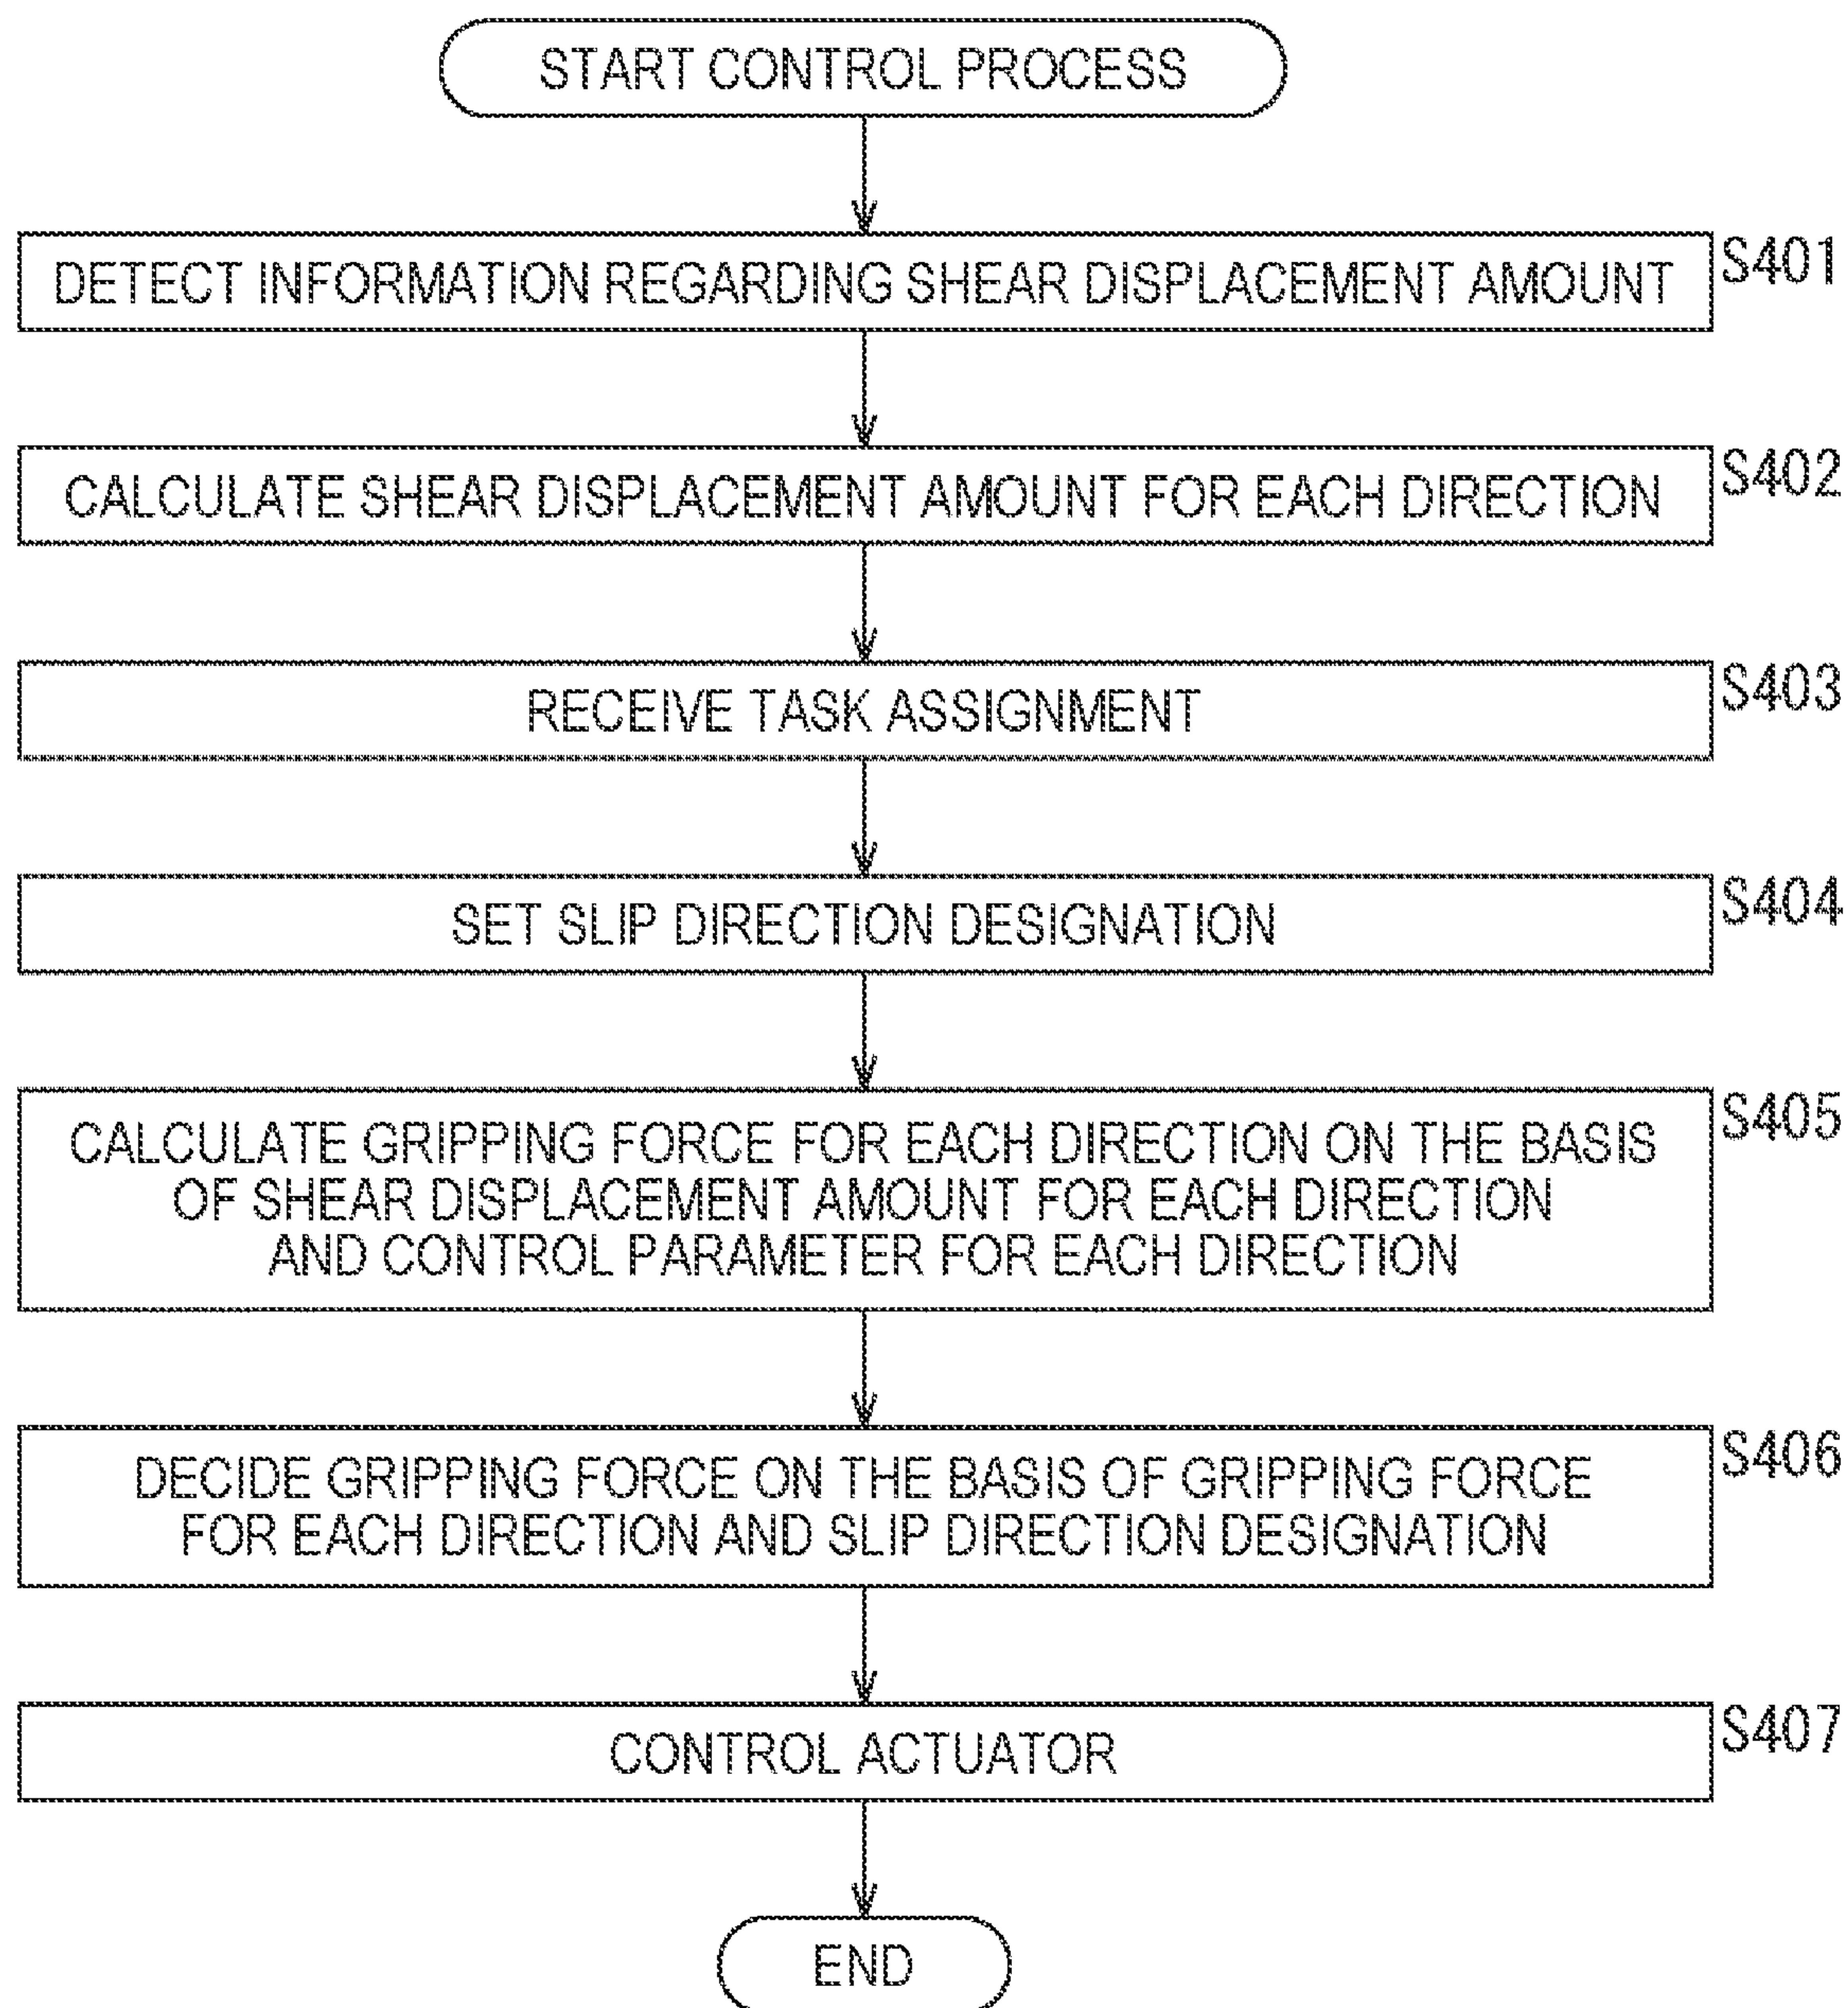 START CONTROL PROCESS
S401
DETECT INFORMATION REGARDING SHEAR DISPLACEMENT AMOUNT
S402
CALCULATE SHEAR DISPLACEMENT AMOUNT FOR EACH DIRECTION
S403
RECEIVE TASK ASSIGNMENT
S404
SET SLIP DIRECTION DESIGNATION
S405
CALCULATE GRIPPING FORCE FOR EACH DIRECTION ON THE BASIS
OF SHEAR DISPLACEMENT AMOUNT FOR EACH DIRECTION
AND CONTROL PARAMETER FOR EACH DIRECTION
S406
DECIDE GRIPPING FORCE ON THE BASIS OF GRIPPING FORCE
FOR EACH DIRECTION AND SLIP DIRECTION DESIGNATION
S407
CONTROL ACTUATOR
END